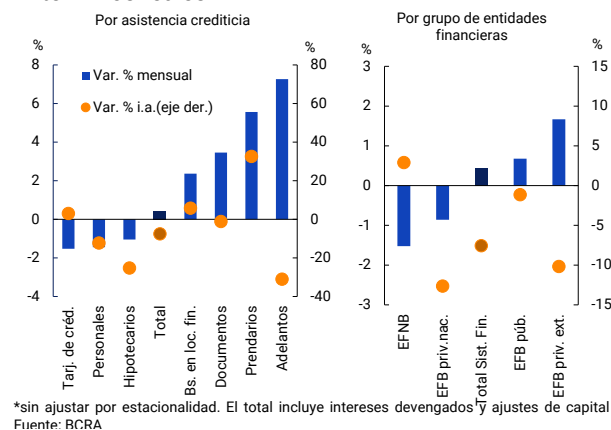 Por asistencia crediticia
Por grupo de entidades
financieras
%
%
%
%
Var. % mensual
Var. % i.a.(eje der.)
8
6
4
2
0
-2
-4
80
60
40
20
0
-20
-40
3
2
1
0
-1
-2
-3
15
10
5
0
-5
-10
-15
Tarj. de créd.
Personales
Hipotecarios
Total
Bs. en loc. fin.
Documentos
Prendarios
Adelantos
EFNB
EFB priv.nac.
Total Sist. Fin.
EFB púb.
EFB priv. ext.
*sin ajustar por estacionalidad. El total incluye intereses devengados y ajustes de capital
Fuente: BCRA